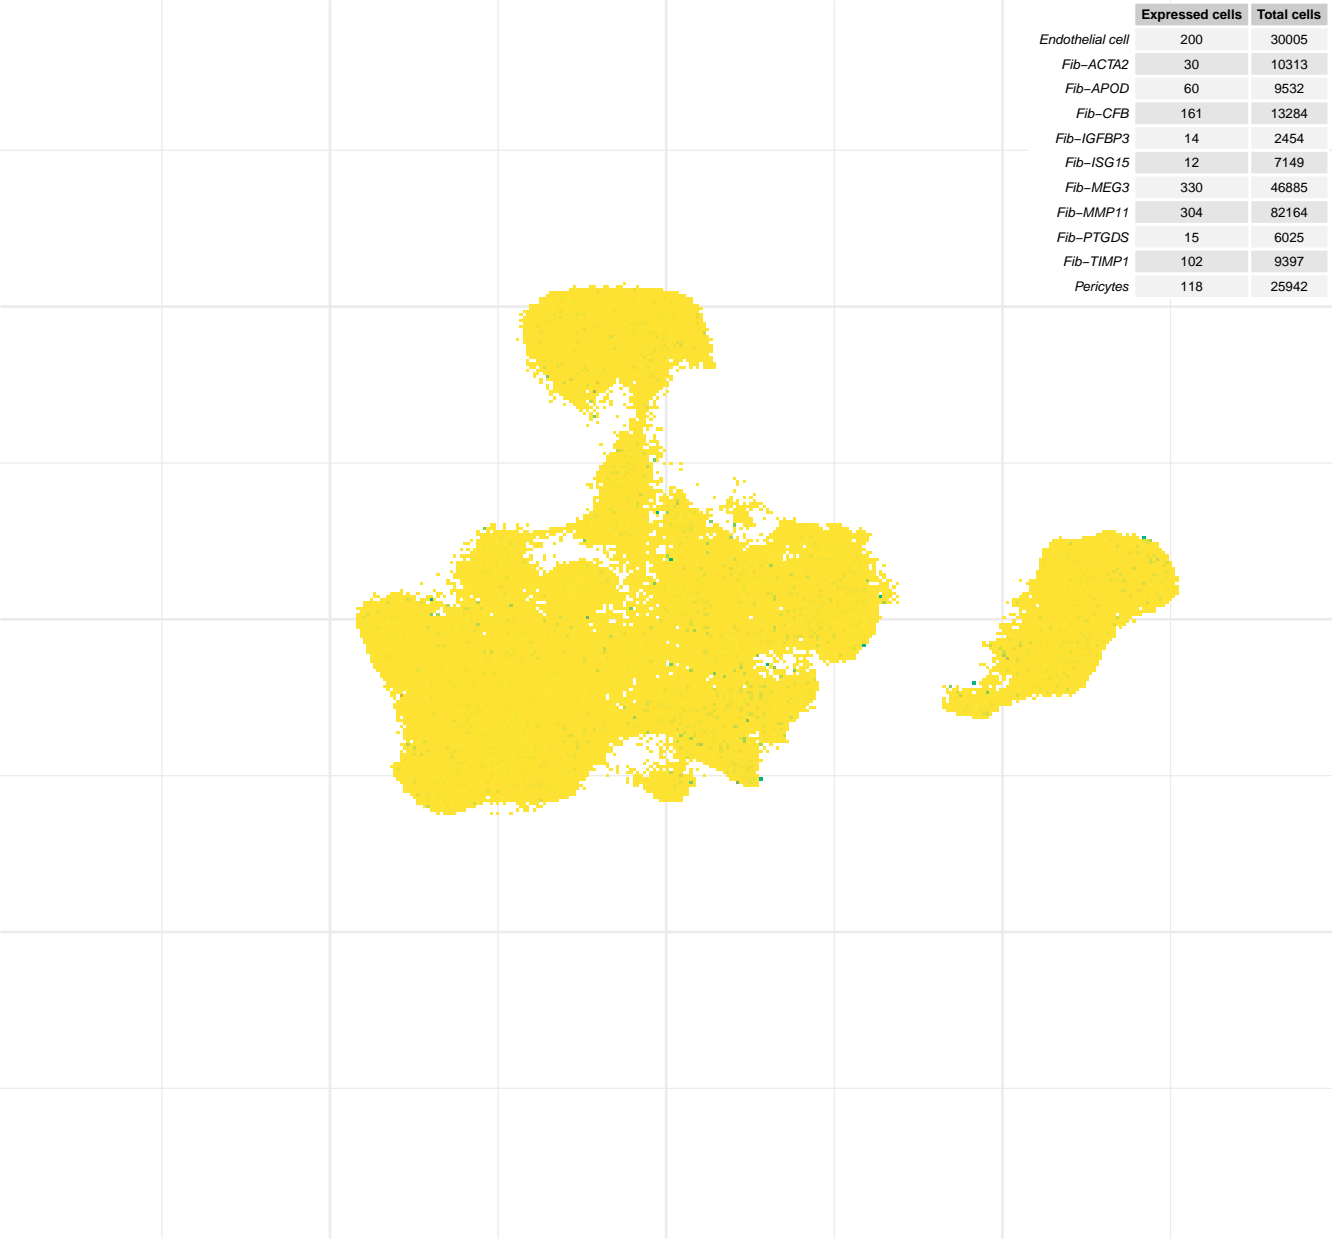 Expressed cells Total cells
Endothelial cell 200 30005
Fib−ACTA2 30 10313
Fib−APOD 60 9532
Fib−CFB 161 13284
Fib−IGFBP3 14 2454
Fib−ISG15 12 7149
Fib−MEG3 330 46885
Fib−MMP11 304 82164
Fib−PTGDS 15 6025
Fib−TIMP1 102 9397
Pericytes 118 25942